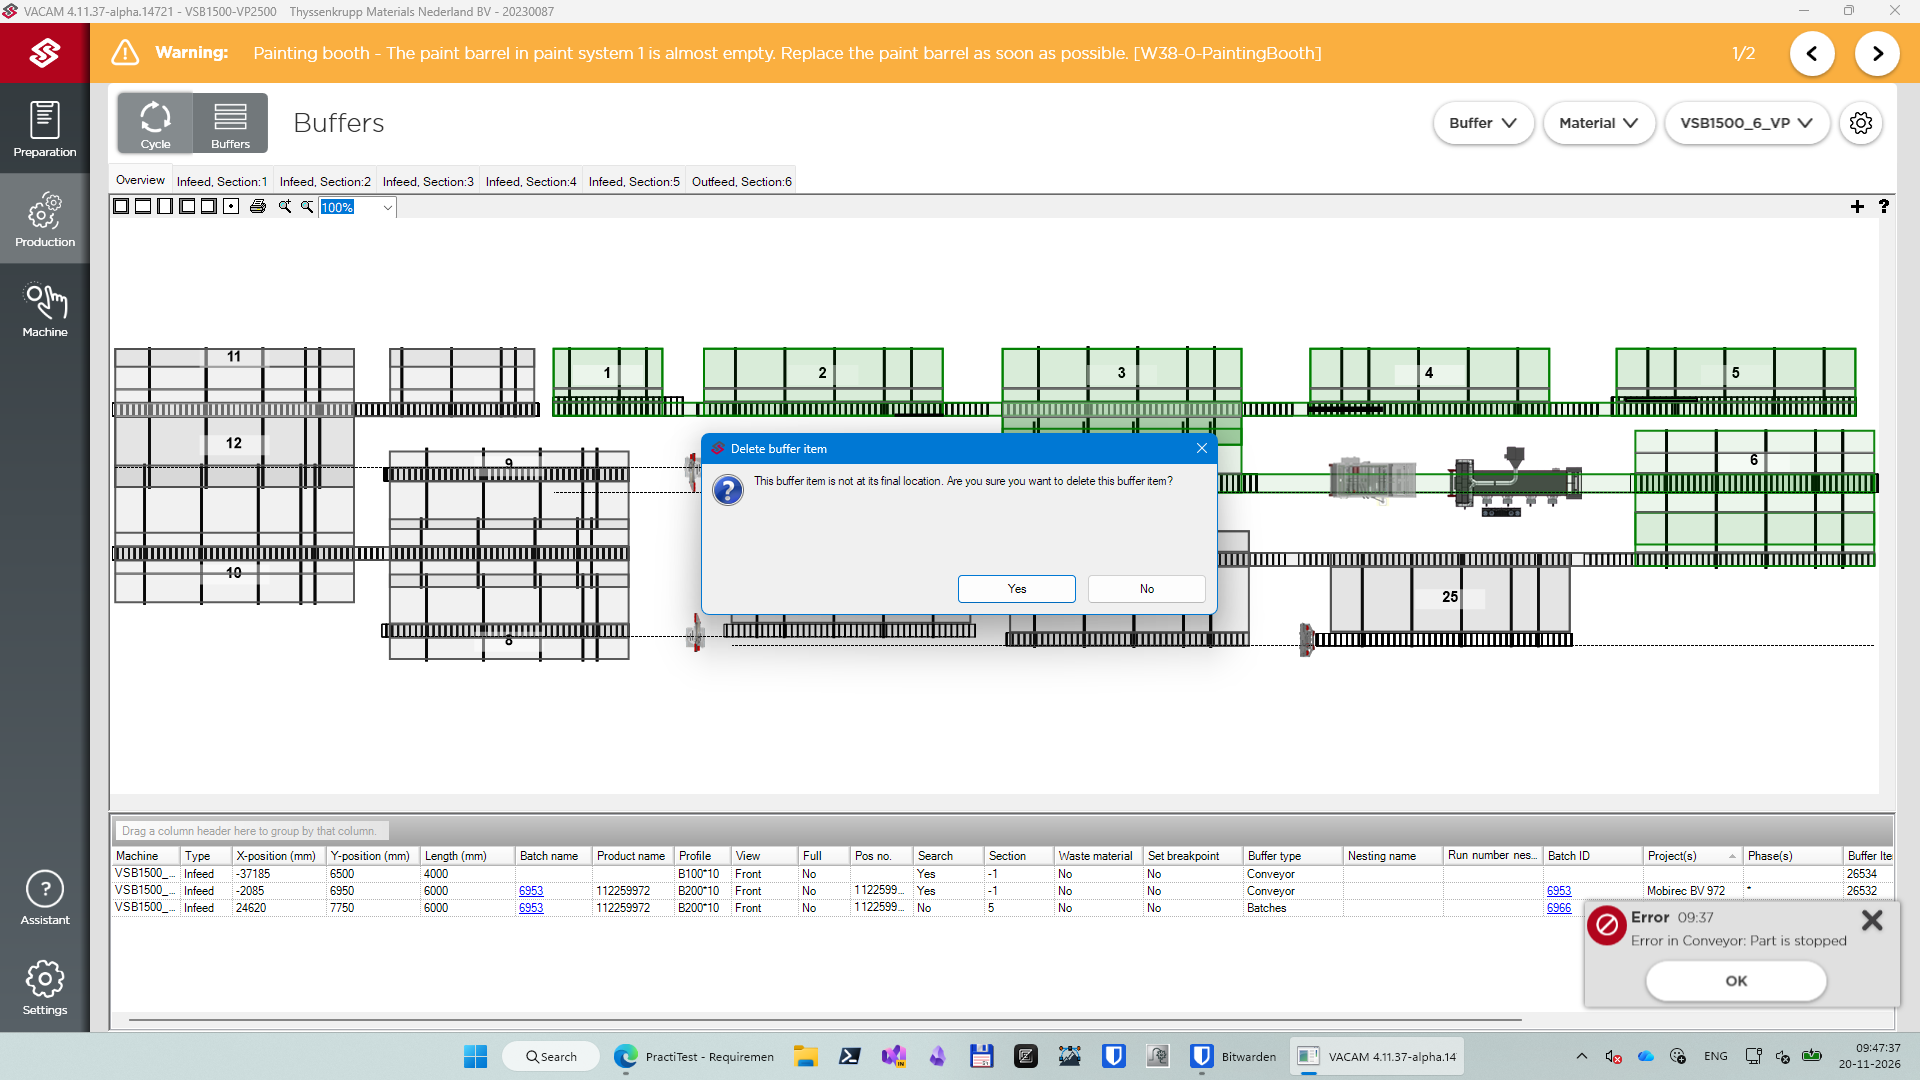 VACAM 4.11.37-alpha.14721 - VSB1500-VP2500 Thyssenkrupp Materials Nederland BV - 20230087
Warning: Painting booth - The paint barrel in paint system 1 is almost empty. Replace the paint barrel as soon as possible. [W38-0-PaintingBooth] 1/2
Preparation
Production
Machine
Assistant
Settings
Cycle
Buffers
Buffers
Buffer
Material
VSB1500_6_VP
Overview Infeed, Section:1 Infeed, Section:2 Infeed, Section:3 Infeed, Section:4 Infeed, Section:5 Outfeed, Section:6
100%
+ ?
11
1
2
3
4
5
12
9
6
10
8
25
Delete buffer item
This buffer item is not at its final location. Are you sure you want to delete this buffer item?
Yes
No
Drag a column header here to group by that column.
Machine Type X-position (mm) Y-position (mm) Length (mm) Batch name Product name Profile View Full Pos no. Search Section Waste material Set breakpoint Buffer type Nesting name Run number nes... Batch ID Project(s) Phase(s) Buffer Ite
VSB1500_... Infeed -37185 6500 4000 B100*10 Front No Yes -1 No No Conveyor 26534
VSB1500_... Infeed -2085 6950 6000 6953 112259972 B200*10 Front No 1122599... Yes -1 No No Conveyor 6953 Mobirec BV 972 * 26532
VSB1500_... Infeed 24620 7750 6000 6953 112259972 B200*10 Front No 1122599... No 5 No No Batches 6966
Error 09:37
Error in Conveyor: Part is stopped
OK
Search
PractiTest - Requiremen
Bitwarden
VACAM 4.11.37-alpha.14
ENG
09:47:37
20-11-2026